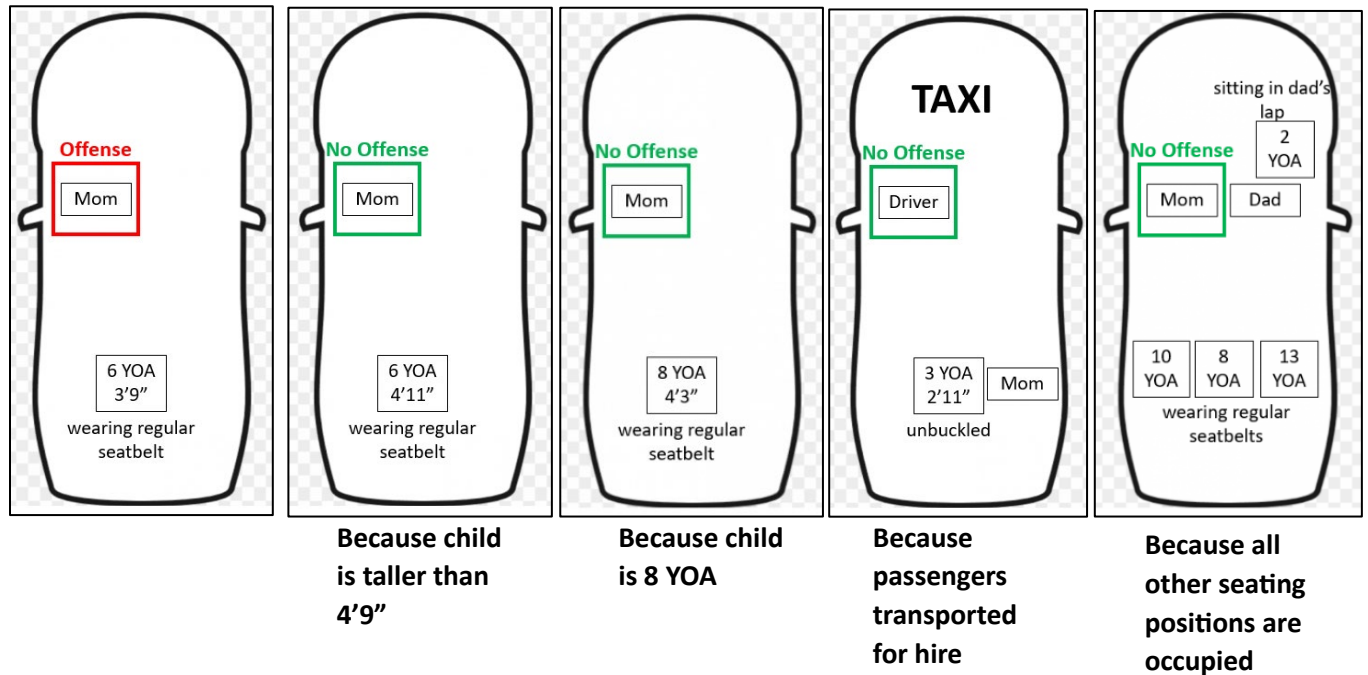 Offense
Mom
6 YOA
3’9”
wearing regular
seatbelt
No Offense
Mom
6 YOA
4’11”
wearing regular
seatbelt
Because child
is taller than
4’9”
No Offense
Mom
8 YOA
4’3”
wearing regular
seatbelt
Because child
is 8 YOA
TAXI
No Offense
Driver
3 YOA
2’11”
Mom
unbuckled
Because
passengers
transported
for hire
sitting in dad’s
lap
2
YOA
No Offense
Mom
Dad
10
YOA
8
YOA
13
YOA
wearing regular
seatbelts
Because all
other seating
positions are
occupied